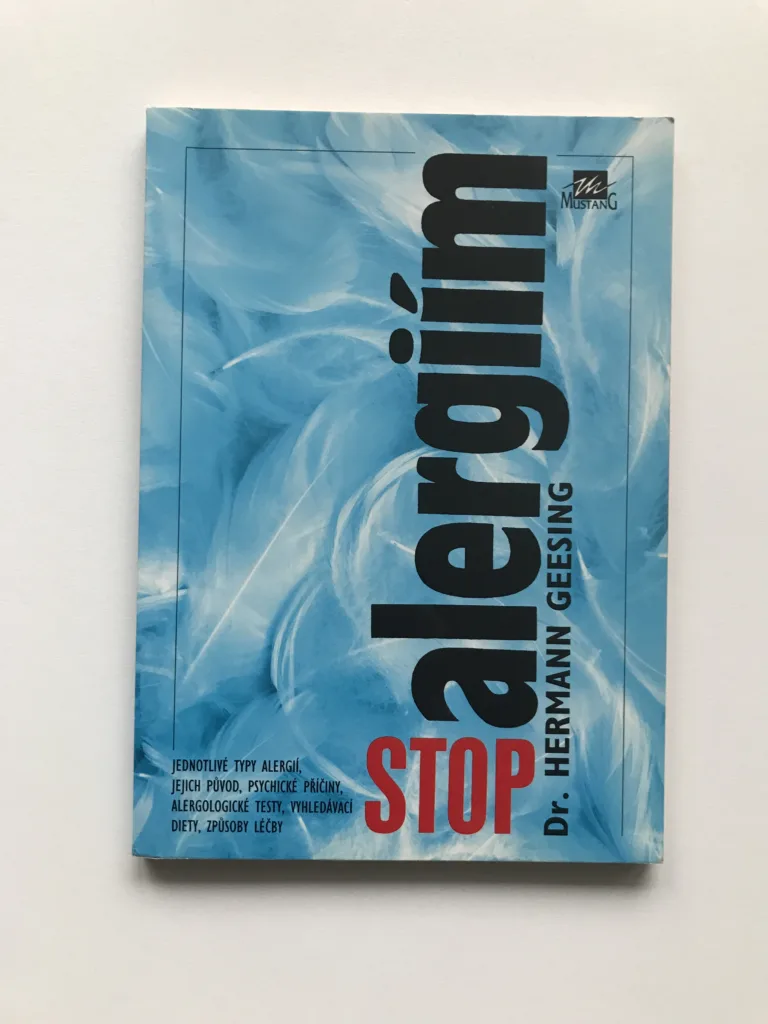 MUSTANG
STOP
alergiím
Dr. HERMANN GEESING
JEDNOTLIVÉ TYPY ALERGIÍ,
JEJICH PŮVOD, PSYCHICKÉ PŘÍČINY,
ALERGOLOGICKÉ TESTY, VYHLEDÁVACÍ
DIETY, ZPŮSOBY LÉČBY